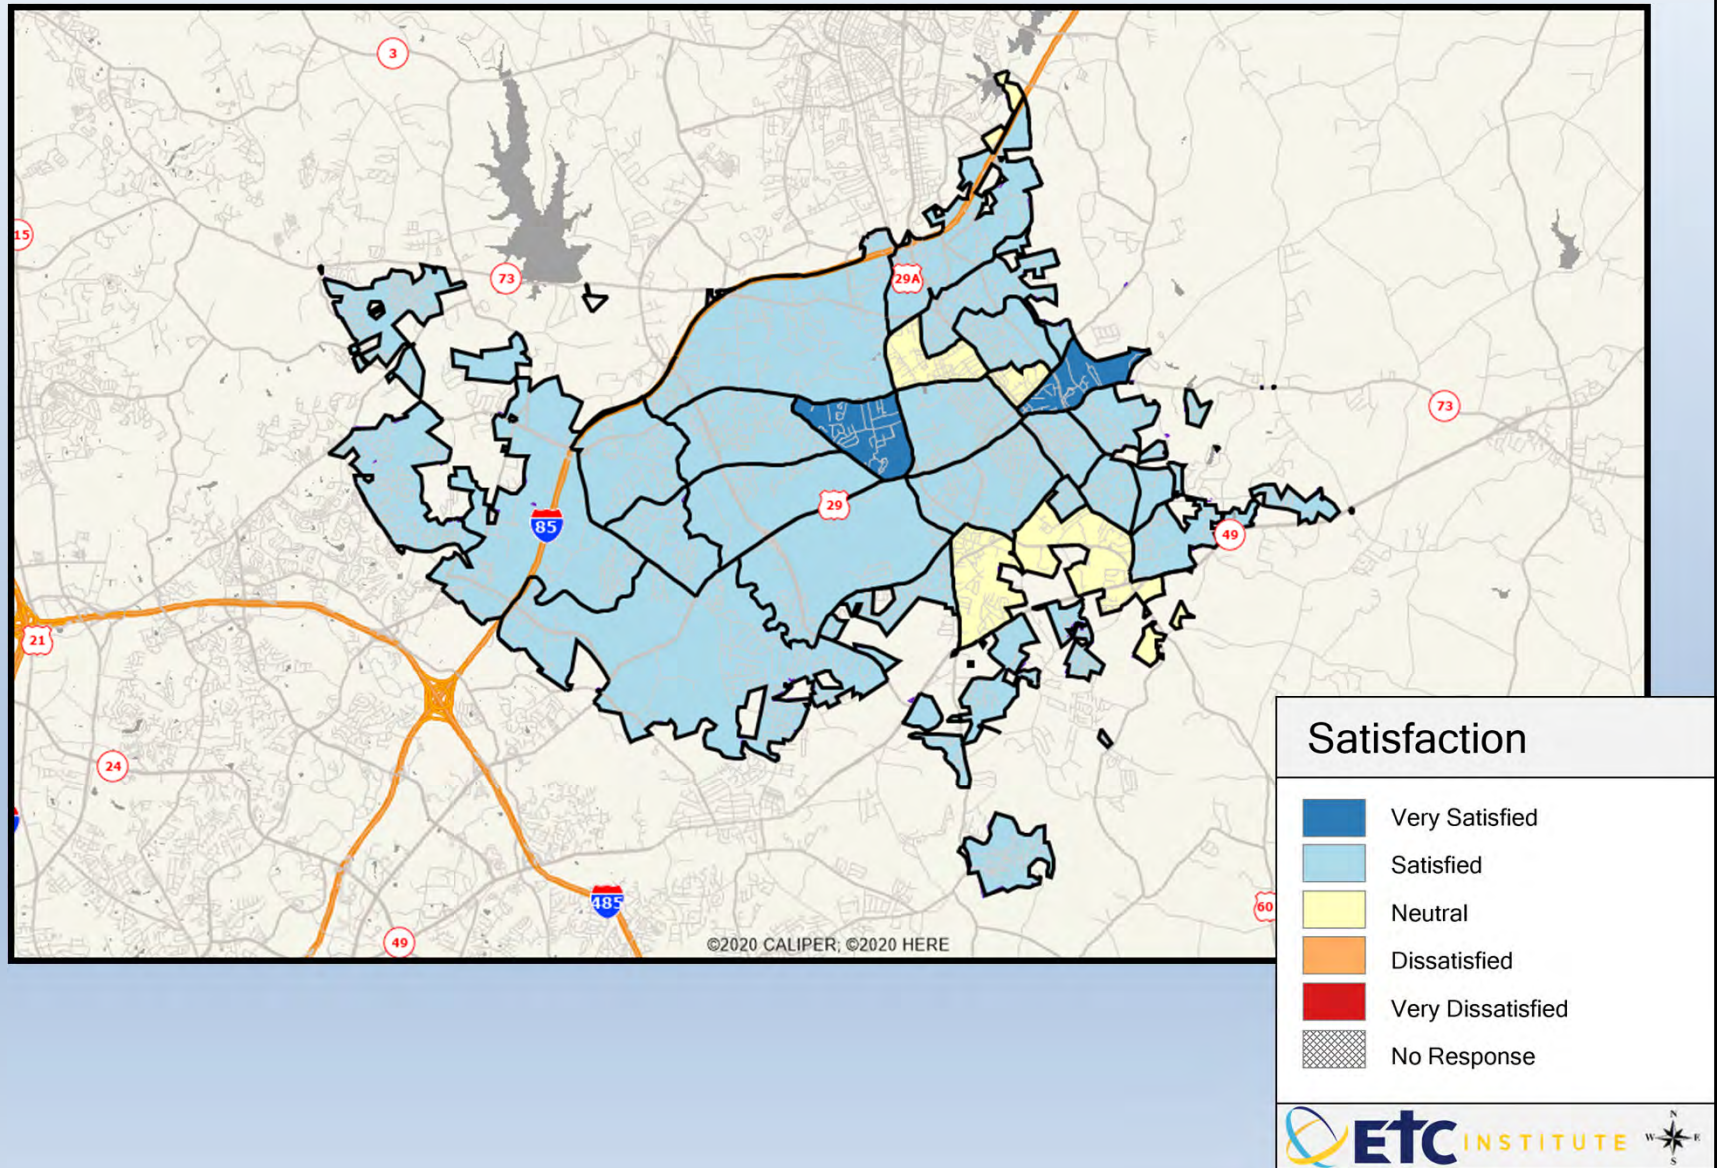 3
15
73
29A
73
29
85
49
21
24
485
60
49
©2020 CALIPER; ©2020 HERE
Satisfaction
Very Satisfied
Satisfied
Neutral
Dissatisfied
Very Dissatisfied
No Response
ETC INSTITUTE
N
W E
S